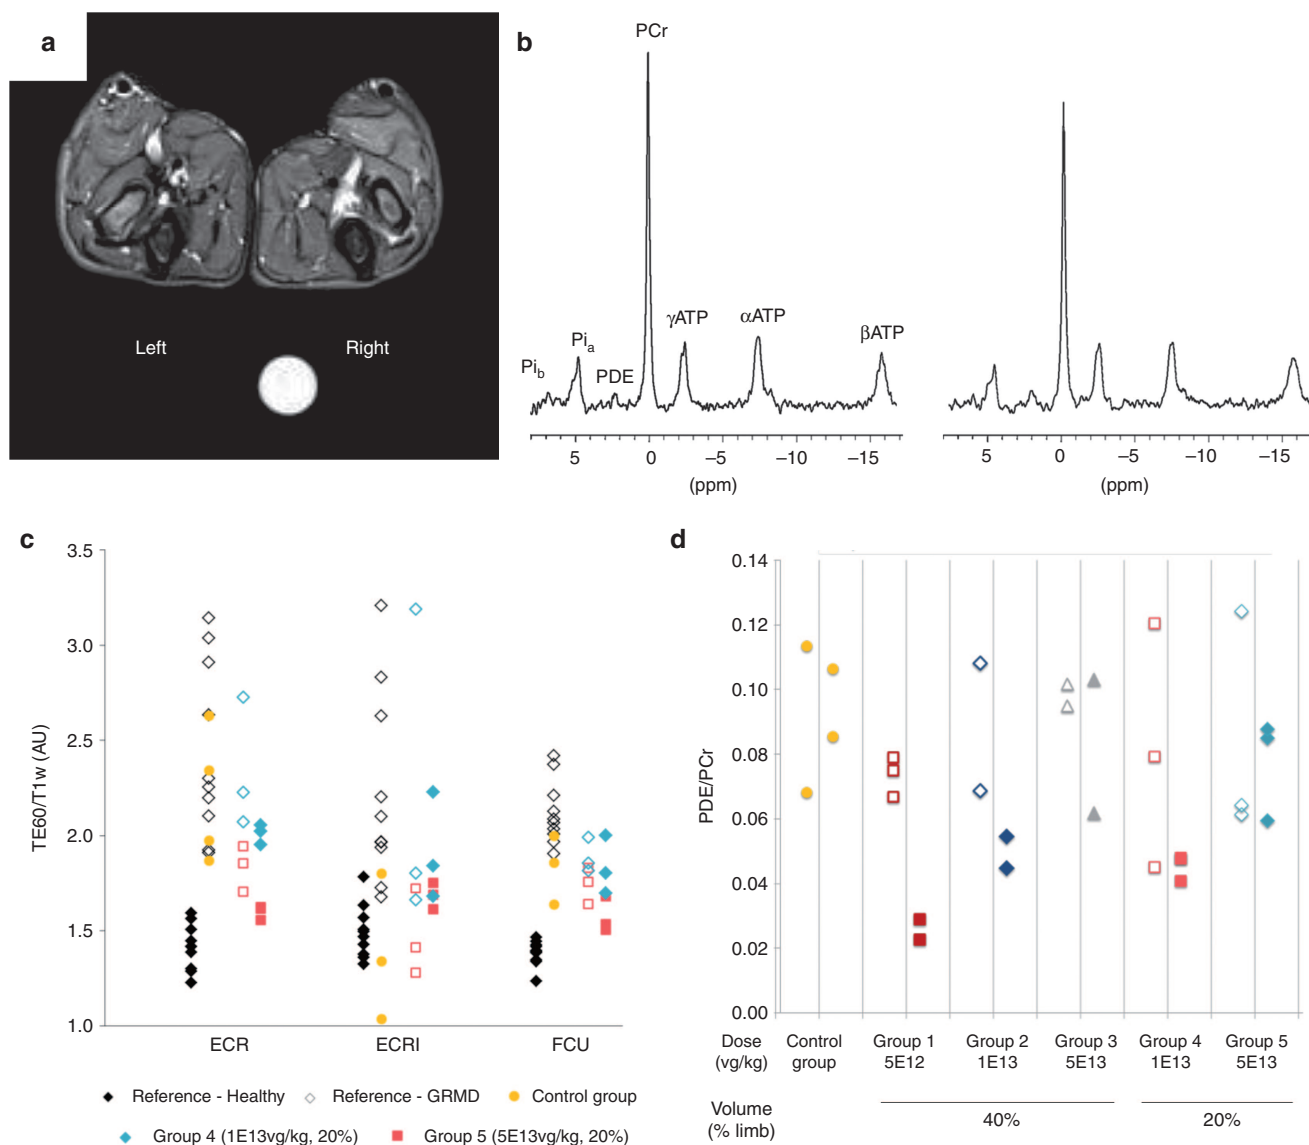 a
Left
Right
b
PCr
γATP
αATP
βATP
Pi_a
Pi_b
PDE
5 0 −5 −10 −15
(ppm)
5 0 −5 −10 −15
(ppm)
c
3.5
3.0
2.5
2.0
1.5
1.0
TE60/T1w (AU)
ECR ECRI FCU
Reference - Healthy
Reference - GRMD
Control group
Group 4 (1E13vg/kg, 20%)
Group 5 (5E13vg/kg, 20%)
d
0.14
0.12
0.10
0.08
0.06
0.04
0.02
0.00
PDE/PCr
Dose Control Group 1 Group 2 Group 3 Group 4 Group 5
(vg/kg) group 5E12 1E13 5E13 1E13 5E13
Volume
(% limb)
40%
20%